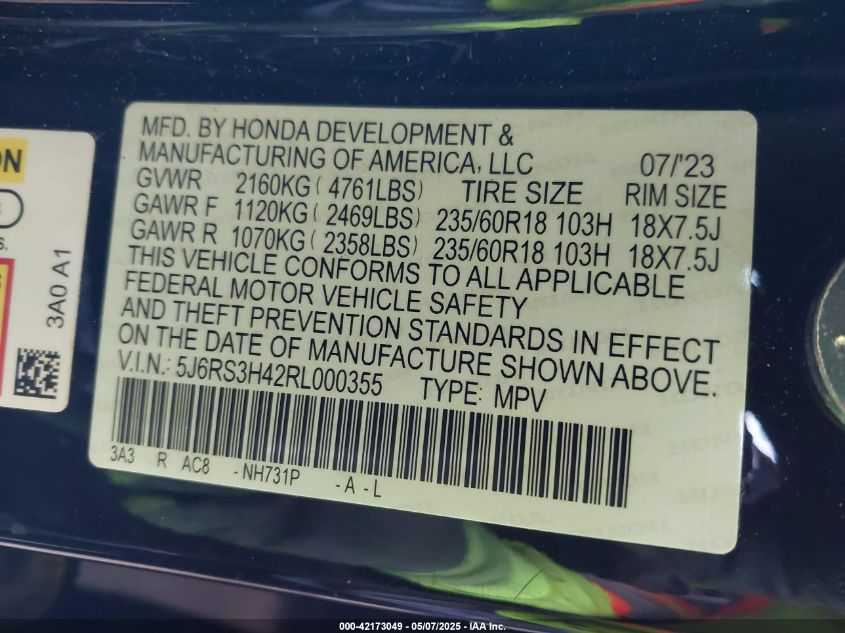 MFD. BY HONDA DEVELOPMENT &
MANUFACTURING OF AMERICA, LLC 07/'23
GVWR 2160KG ( 4761LBS) TIRE SIZE RIM SIZE
GAWR F 1120KG ( 2469LBS) 235/60R18 103H 18X7.5J
GAWR R 1070KG ( 2358LBS) 235/60R18 103H 18X7.5J
THIS VEHICLE CONFORMS TO ALL APPLICABLE
FEDERAL MOTOR VEHICLE SAFETY
AND THEFT PREVENTION STANDARDS IN EFFECT
ON THE DATE OF MANUFACTURE SHOWN ABOVE.
V.I.N.: 5J6RS3H42RL000355 TYPE: MPV
3A3 R AC8 -NH731P -A-L
3A0 A1
000-42173049 - 05/07/2025 - IAA Inc.